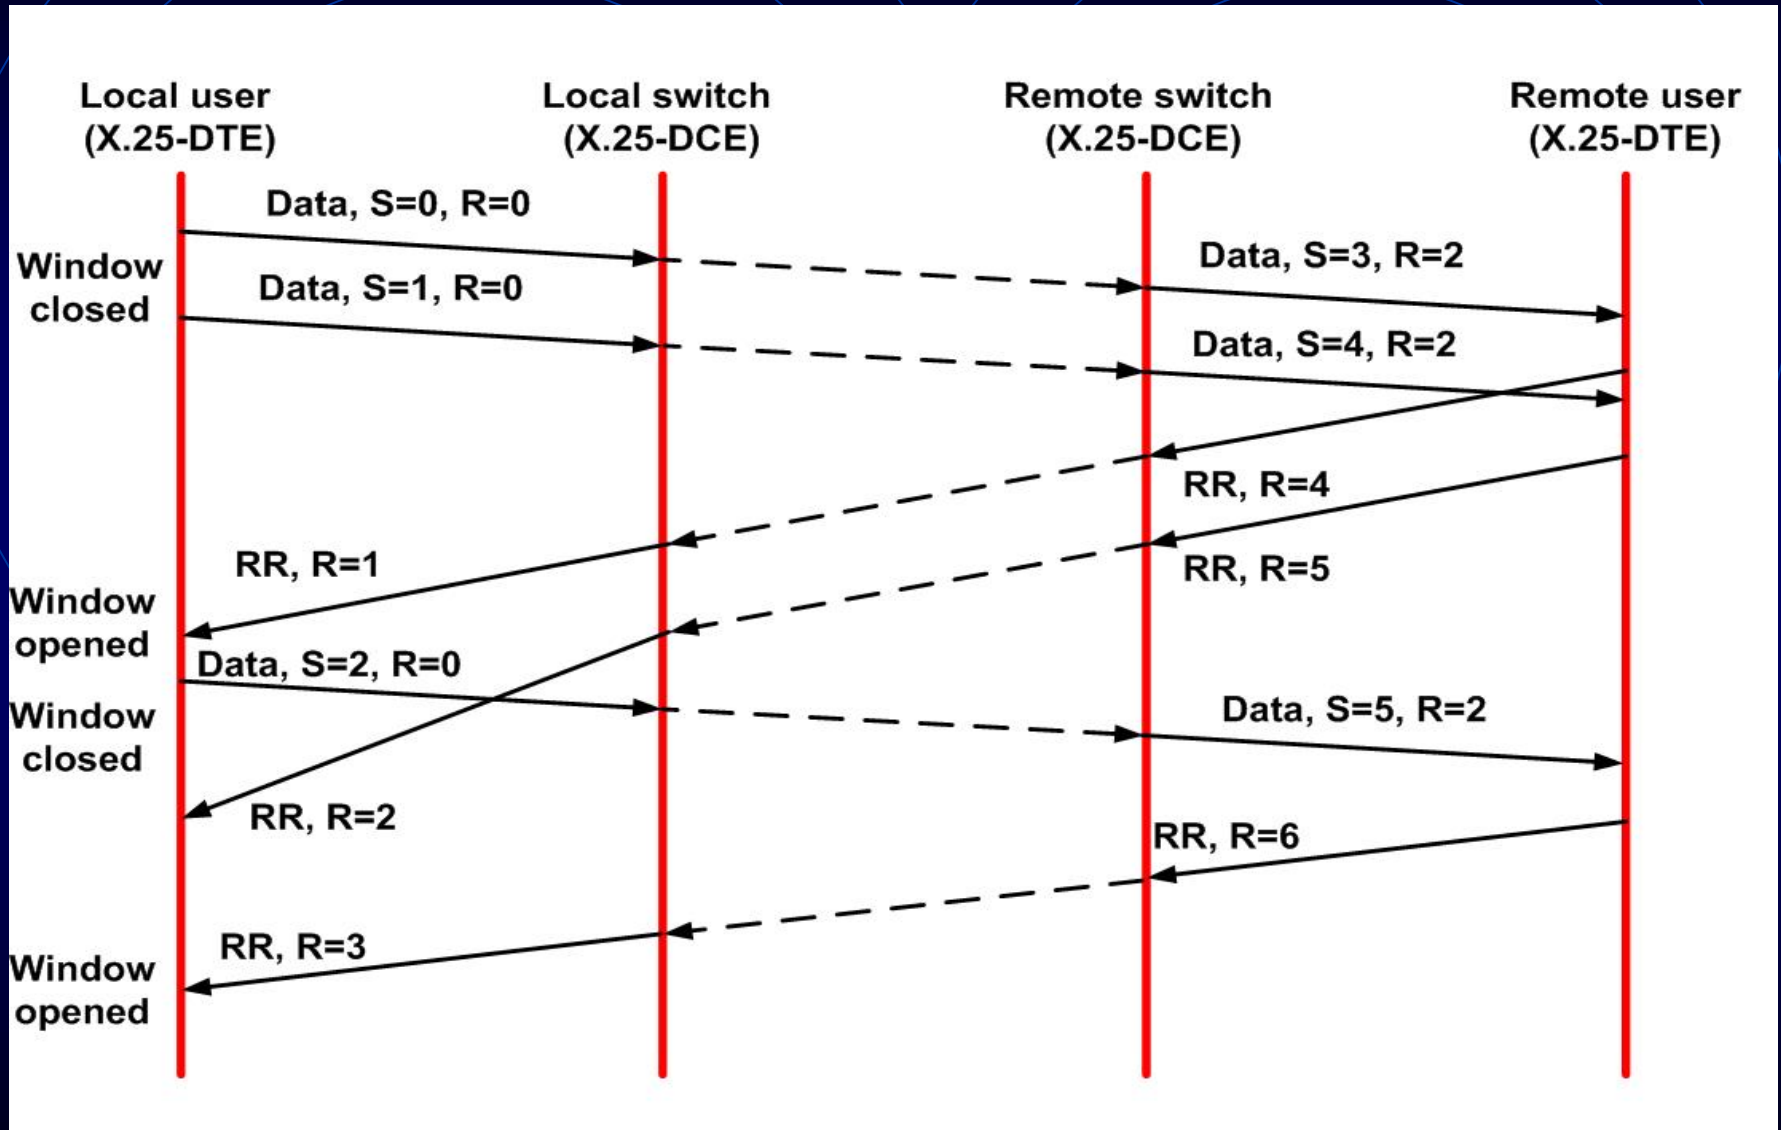 Local user
(X.25-DTE)
Local switch
(X.25-DCE)
Remote switch
(X.25-DCE)
Remote user
(X.25-DTE)
Data, S=0, R=0
Window
closed
Data, S=3, R=2
Data, S=1, R=0
Data, S=4, R=2
RR, R=4
RR, R=1
RR, R=5
Window
opened
Data, S=2, R=0
Window
closed
Data, S=5, R=2
RR, R=2
RR, R=6
RR, R=3
Window
opened